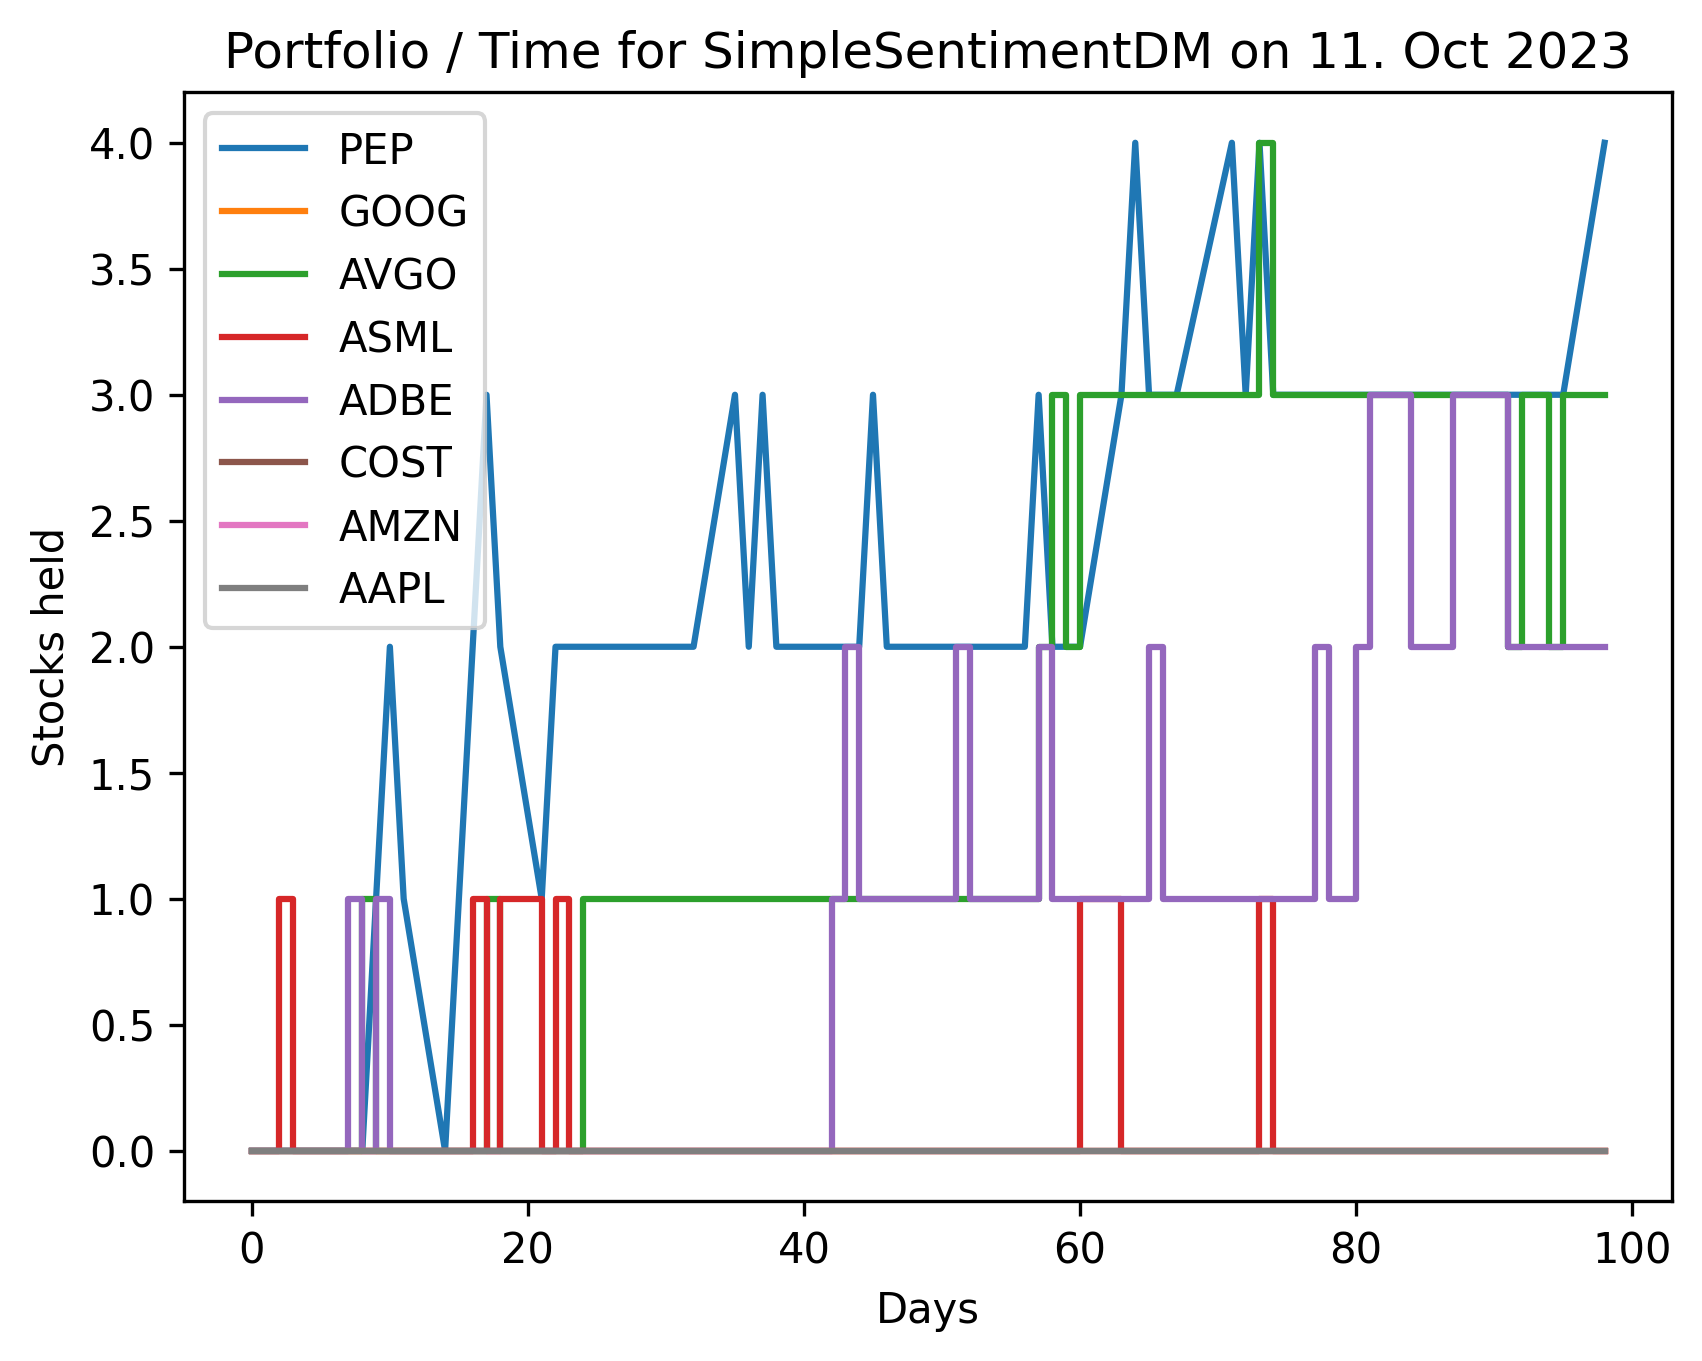 Portfolio / Time for SimpleSentimentDM on 11. Oct 2023
PEP
GOOG
AVGO
ASML
ADBE
COST
AMZN
AAPL
Stocks held
4.0
3.5
3.0
2.5
2.0
1.5
1.0
0.5
0.0
0 20 40 60 80 100
Days